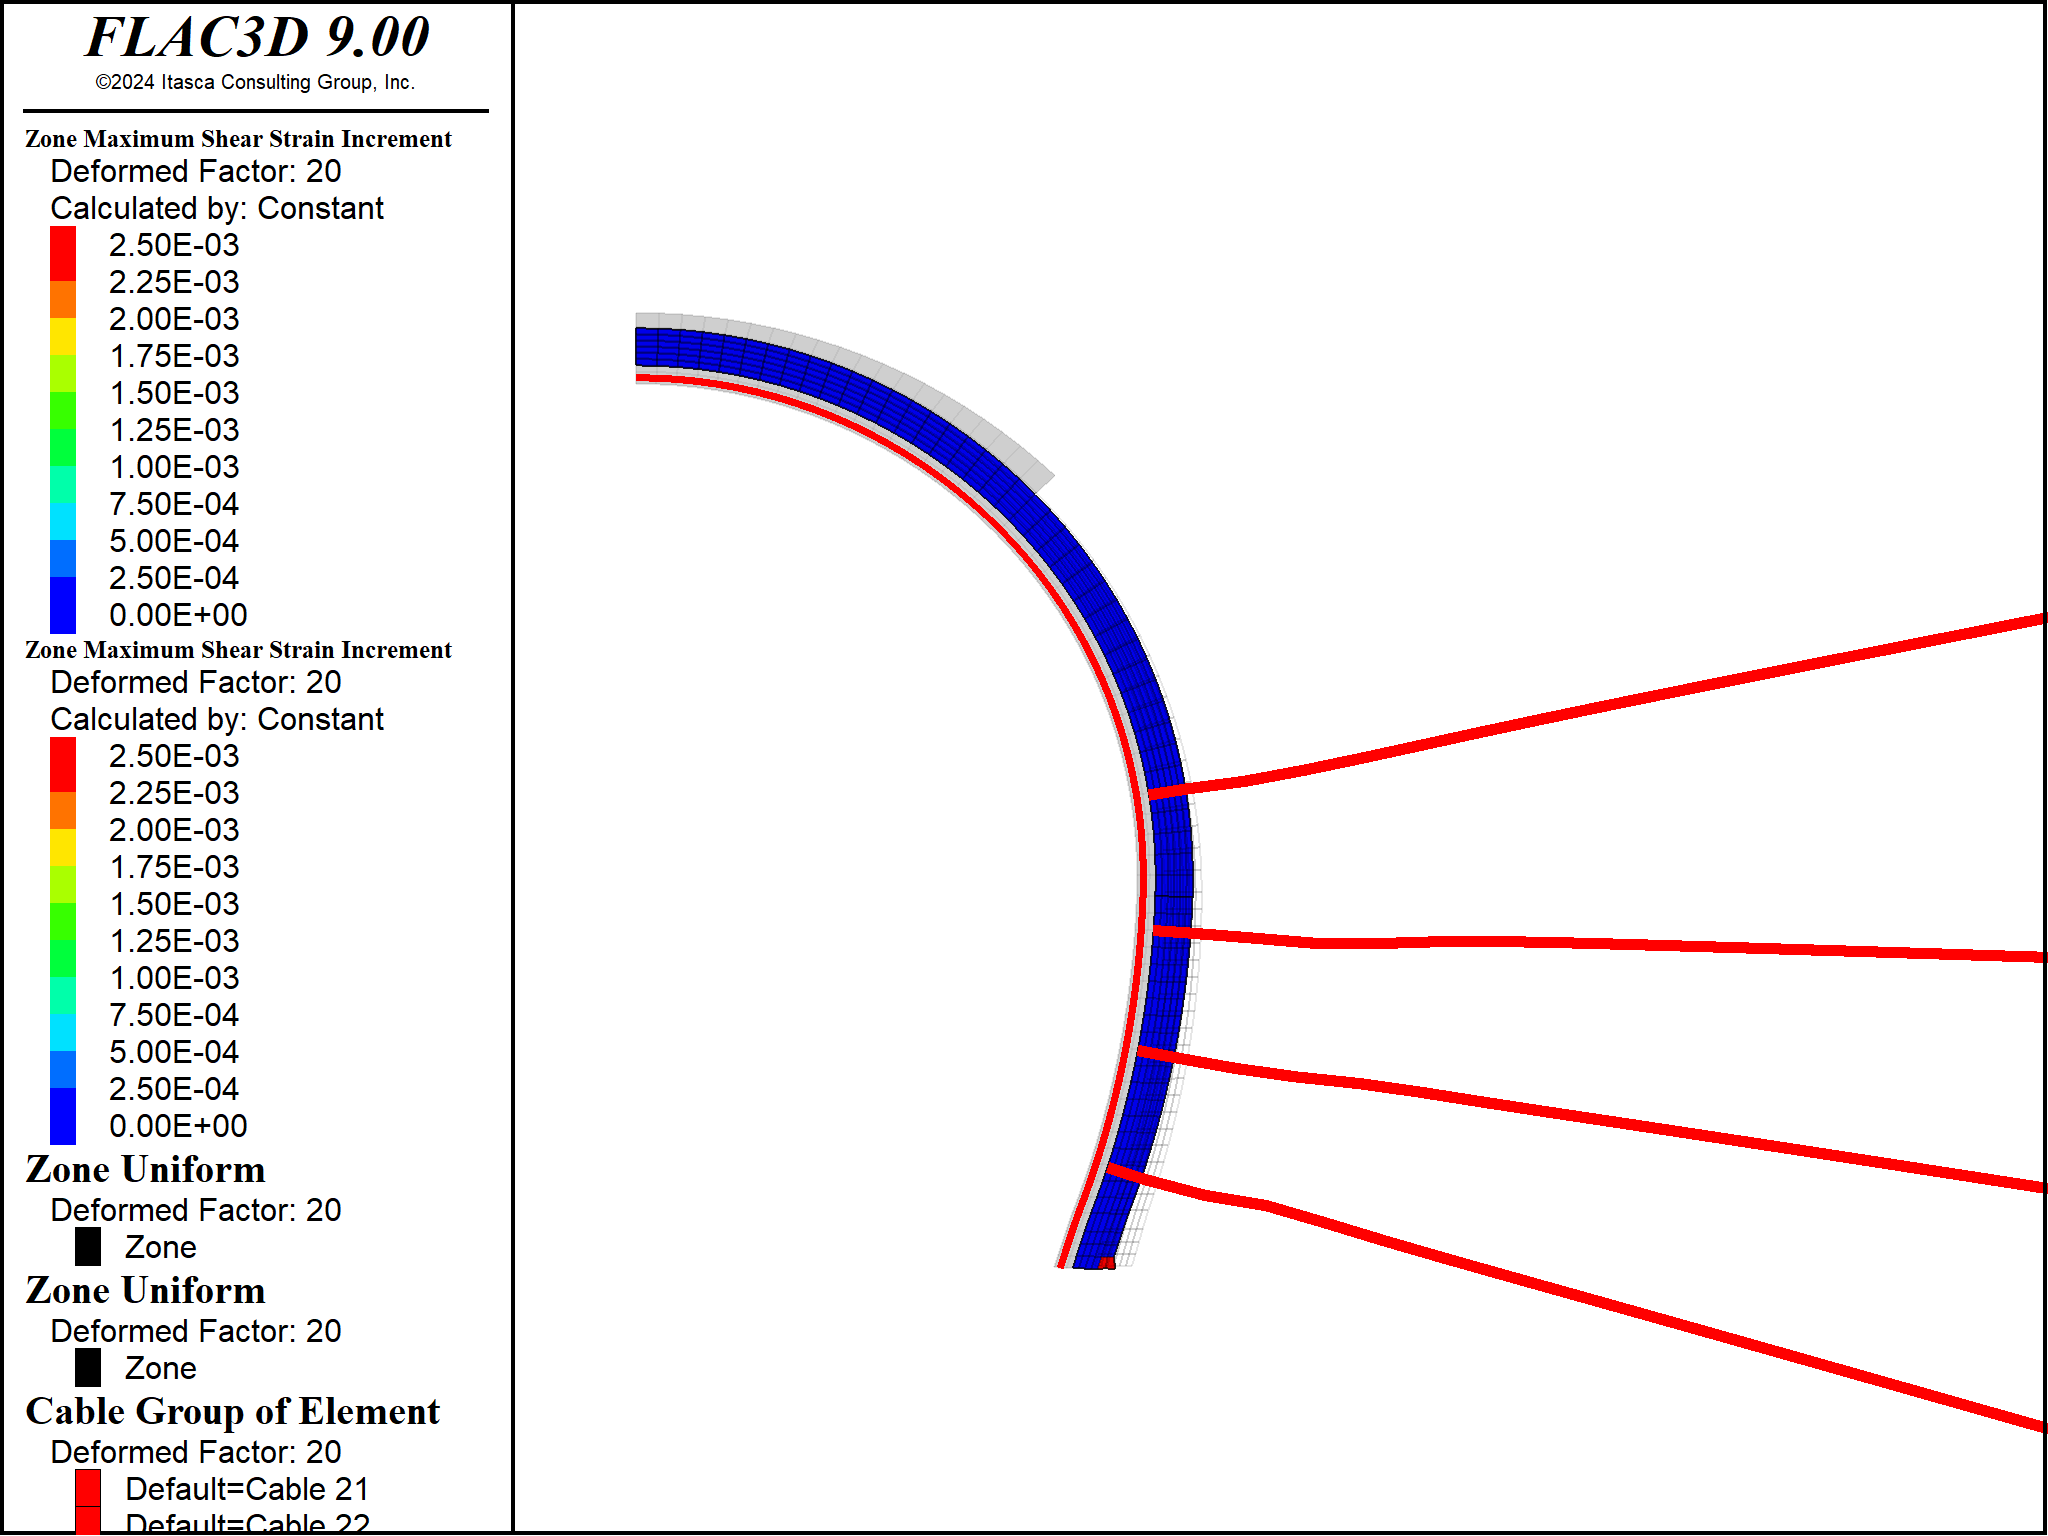 FLAC3D 9.00
©2024 Itasca Consulting Group, Inc.
Zone Maximum Shear Strain Increment
Deformed Factor: 20
Calculated by: Constant
2.50E-03
2.25E-03
2.00E-03
1.75E-03
1.50E-03
1.25E-03
1.00E-03
7.50E-04
5.00E-04
2.50E-04
0.00E+00
Zone Maximum Shear Strain Increment
Deformed Factor: 20
Calculated by: Constant
2.50E-03
2.25E-03
2.00E-03
1.75E-03
1.50E-03
1.25E-03
1.00E-03
7.50E-04
5.00E-04
2.50E-04
0.00E+00
Zone Uniform
Deformed Factor: 20
Zone
Zone Uniform
Deformed Factor: 20
Zone
Cable Group of Element
Deformed Factor: 20
Default=Cable 21
Default=Cable 22